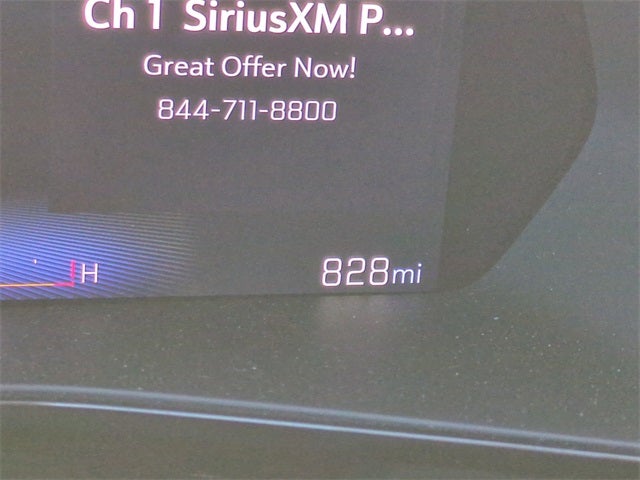 Ch 1 SiriusXM P...
Great Offer Now!
844-711-8800
H
828mi